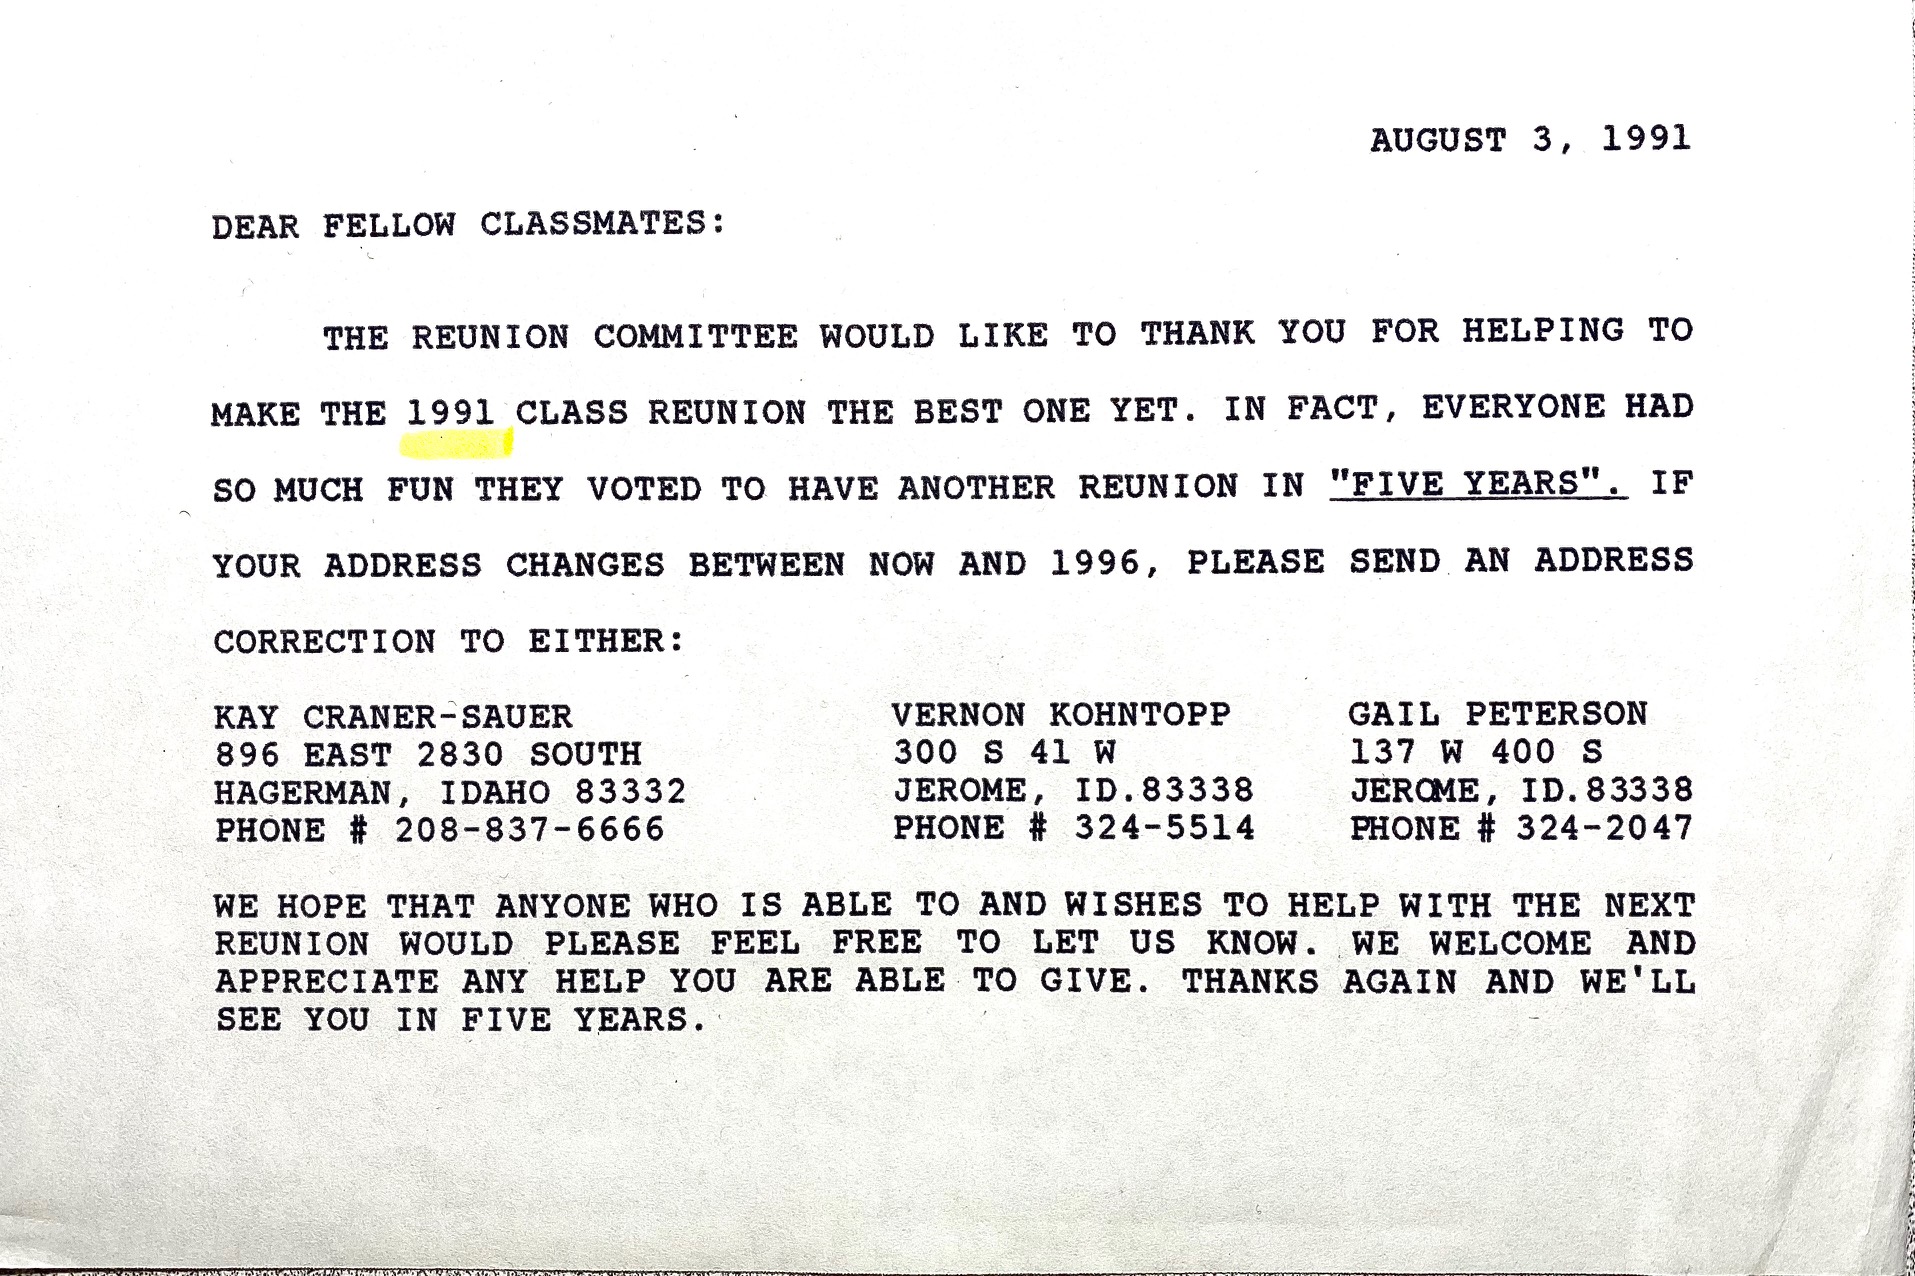 AUGUST 3, 1991
DEAR FELLOW CLASSMATES:
THE REUNION COMMITTEE WOULD LIKE TO THANK YOU FOR HELPING TO
MAKE THE 1991 CLASS REUNION THE BEST ONE YET. IN FACT, EVERYONE HAD
SO MUCH FUN THEY VOTED TO HAVE ANOTHER REUNION IN "FIVE YEARS". IF
YOUR ADDRESS CHANGES BETWEEN NOW AND 1996, PLEASE SEND AN ADDRESS
CORRECTION TO EITHER:
KAY CRANER-SAUER
896 EAST 2830 SOUTH
HAGERMAN, IDAHO 83332
PHONE # 208-837-6666
VERNON KOHNTOPP
300 S 41 W
JEROME, ID.83338
PHONE # 324-5514
GAIL PETERSON
137 W 400 S
JEROME, ID.83338
PHONE # 324-2047
WE HOPE THAT ANYONE WHO IS ABLE TO AND WISHES TO HELP WITH THE NEXT
REUNION WOULD PLEASE FEEL FREE TO LET US KNOW. WE WELCOME AND
APPRECIATE ANY HELP YOU ARE ABLE TO GIVE. THANKS AGAIN AND WE'LL
SEE YOU IN FIVE YEARS.